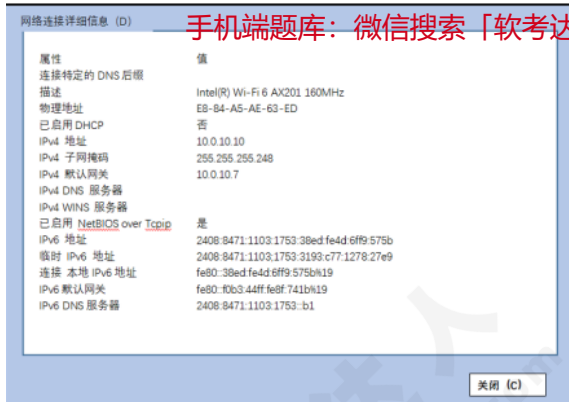 网络连接详细信息 (D)
手机端题库：微信搜索「软考达
属性 值
连接特定的 DNS 后缀
描述 Intel(R) Wi-Fi 6 AX201 160MHz
物理地址 E8-84-A5-AE-63-ED
已启用 DHCP 否
IPv4 地址 10.0.10.10
IPv4 子网掩码 255.255.255.248
IPv4 默认网关 10.0.10.7
IPv4 DNS 服务器
IPv4 WINS 服务器
已启用 NetBIOS over Tcpip 是
IPv6 地址 2408:8471:1103:1753:38ed:fe4d:6ff9:575b
临时 IPv6 地址 2408:8471:1103:1753:3193:c77:1278:27e9
连接 本地 IPv6 地址 fe80::38ed:fe4d:6ff9:575b%19
IPv6 默认网关 fe80::f0b3:44ff:fe8f:741b%19
IPv6 DNS 服务器 2408:8471:1103:1753::b1
关闭 (C)